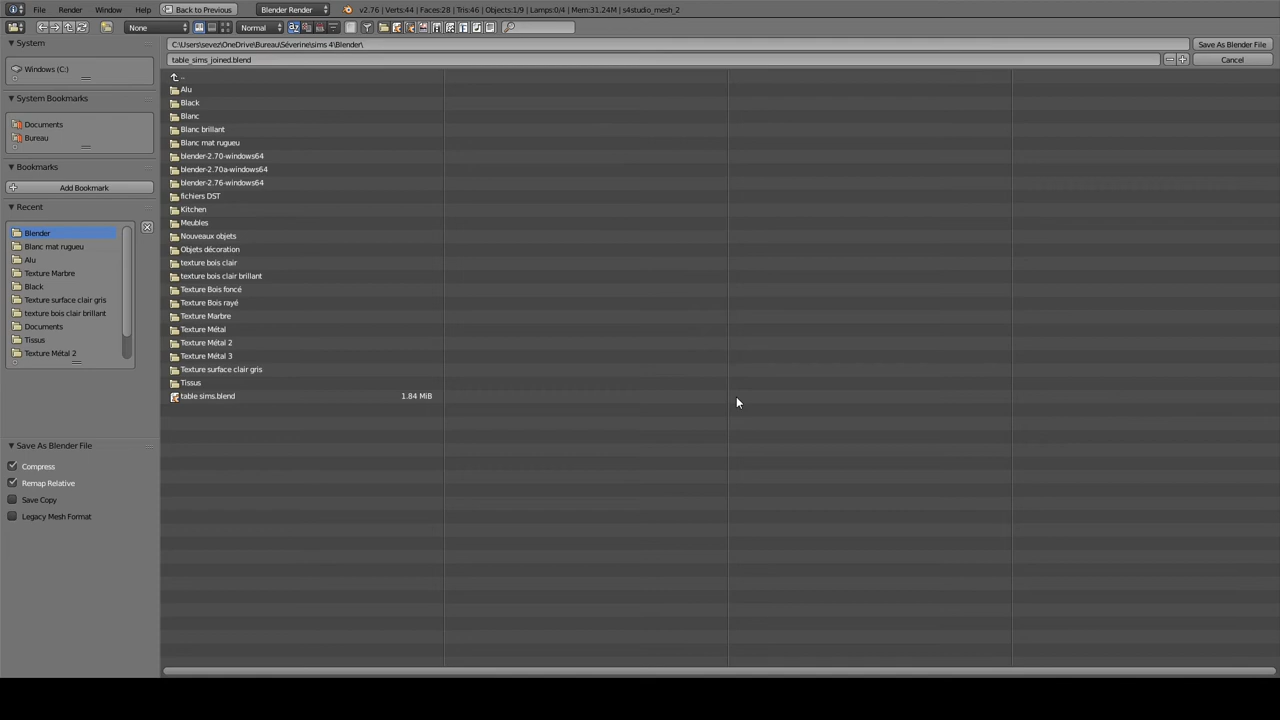 File Render Window Help Back to Previous Blender Render v2.76 | Verts:44 | Faces:28 | Tris:46 | Objects:1/9 | Lamps:0/4 | Mem:31.24M | s4studio_mesh_2
None Normal
System
Windows (C:)
System Bookmarks
Documents
Bureau
Bookmarks
Add Bookmark
Recent
Blender
Blanc mat rugueu
Alu
Texture Marbre
Black
Texture surface clair gris
texture bois clair brillant
Documents
Tissus
Texture Métal 2
Save As Blender File
Compress
Remap Relative
Save Copy
Legacy Mesh Format
C:\Users\sevez\OneDrive\Bureau\Séverine\sims 4\Blender\
Save As Blender File
table_sims_joined.blend
Cancel
..
Alu
Black
Blanc
Blanc brillant
Blanc mat rugueu
blender-2.70-windows64
blender-2.70a-windows64
blender-2.76-windows64
fichiers DST
Kitchen
Meubles
Nouveaux objets
Objets décoration
texture bois clair
texture bois clair brillant
Texture Bois foncé
Texture Bois rayé
Texture Marbre
Texture Métal
Texture Métal 2
Texture Métal 3
Texture surface clair gris
Tissus
table sims.blend 1.84 MiB